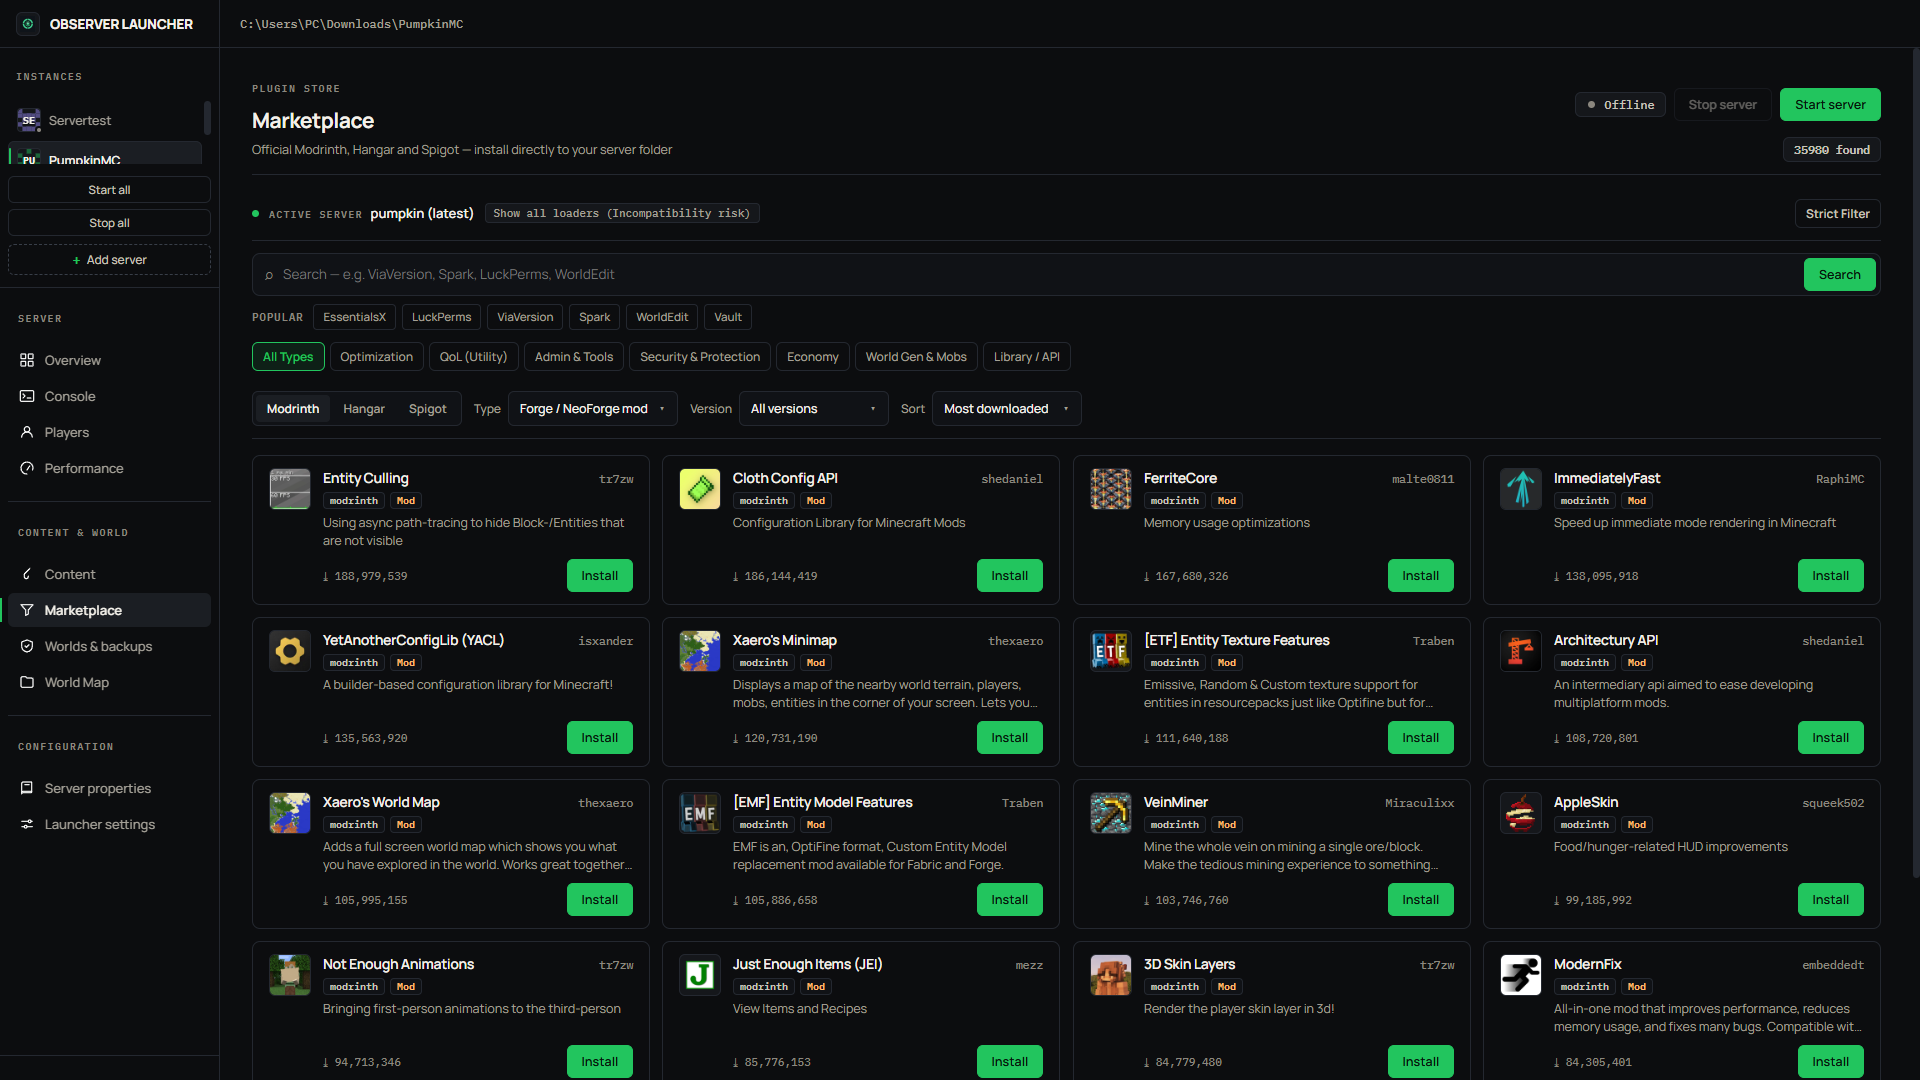 OBSERVER LAUNCHER
C:\Users\PC\Downloads\PumpkinMC
INSTANCES
SE Servertest
PU PumpkinMC
Start all
Stop all
+ Add server
SERVER
Overview
Console
Players
Performance
CONTENT & WORLD
Content
Marketplace
Worlds & backups
World Map
CONFIGURATION
Server properties
Launcher settings
PLUGIN STORE
Marketplace
Official Modrinth, Hangar and Spigot — install directly to your server folder
Offline Stop server Start server
35980 found
ACTIVE SERVER pumpkin (latest) Show all loaders (Incompatibility risk) Strict Filter
Search — e.g. ViaVersion, Spark, LuckPerms, WorldEdit Search
POPULAR EssentialsX LuckPerms ViaVersion Spark WorldEdit Vault
All Types Optimization QoL (Utility) Admin & Tools Security & Protection Economy World Gen & Mobs Library / API
Modrinth Hangar Spigot Type Forge / NeoForge mod Version All versions Sort Most downloaded
Entity Culling tr7zw
modrinth Mod
Using async path-tracing to hide Block-/Entities that
are not visible
188,979,539 Install
Cloth Config API shedaniel
modrinth Mod
Configuration Library for Minecraft Mods
186,144,419 Install
FerriteCore malte0811
modrinth Mod
Memory usage optimizations
167,680,326 Install
ImmediatelyFast RaphiMC
modrinth Mod
Speed up immediate mode rendering in Minecraft
138,095,918 Install
YetAnotherConfigLib (YACL) isxander
modrinth Mod
A builder-based configuration library for Minecraft!
135,563,920 Install
Xaero's Minimap thexaero
modrinth Mod
Displays a map of the nearby world terrain, players,
mobs, entities in the corner of your screen. Lets you...
120,731,190 Install
ETF
[ETF] Entity Texture Features Traben
modrinth Mod
Emissive, Random & Custom texture support for
entities in resourcepacks just like Optifine but for...
111,640,188 Install
Architectury API shedaniel
modrinth Mod
An intermediary api aimed to ease developing
multiplatform mods.
108,720,801 Install
Xaero's World Map thexaero
modrinth Mod
Adds a full screen world map which shows you what
you have explored in the world. Works great together...
105,995,155 Install
EMF
[EMF] Entity Model Features Traben
modrinth Mod
EMF is an, OptiFine format, Custom Entity Model
replacement mod available for Fabric and Forge.
105,886,658 Install
VeinMiner Miraculixx
modrinth Mod
Mine the whole vein on mining a single ore/block.
Make the tedious mining experience to something...
103,746,760 Install
AppleSkin squeek502
modrinth Mod
Food/hunger-related HUD improvements
99,185,992 Install
Not Enough Animations tr7zw
modrinth Mod
Bringing first-person animations to the third-person
94,713,346 Install
J
Just Enough Items (JEI) mezz
modrinth Mod
View Items and Recipes
85,776,153 Install
3D Skin Layers tr7zw
modrinth Mod
Render the player skin layer in 3d!
84,779,480 Install
ModernFix embeddedt
modrinth Mod
All-in-one mod that improves performance, reduces
memory usage, and fixes many bugs. Compatible wit...
84,305,401 Install